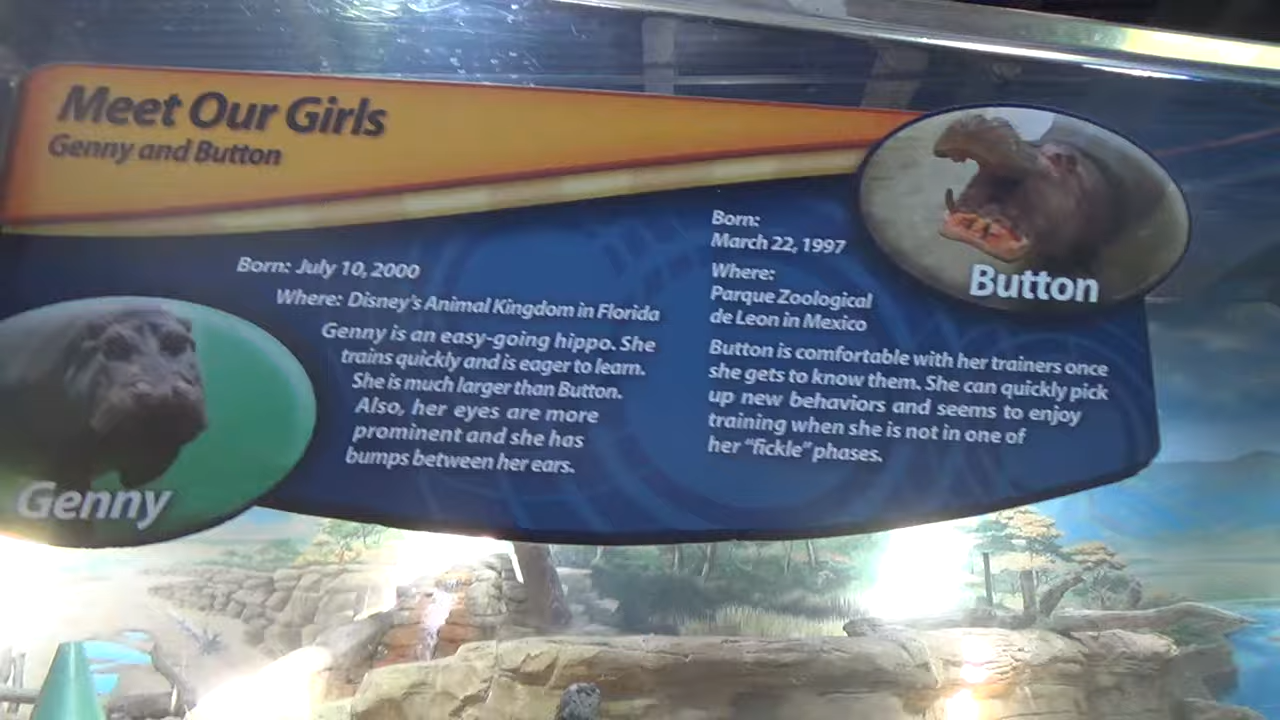 Meet Our Girls
Genny and Button
Born: July 10, 2000
Where: Disney's Animal Kingdom in Florida
Genny is an easy-going hippo. She
trains quickly and is eager to learn.
She is much larger than Button.
Also, her eyes are more
prominent and she has
bumps between her ears.
Genny
Born:
March 22, 1997
Where:
Parque Zoological
de Leon in Mexico
Button is comfortable with her trainers once
she gets to know them. She can quickly pick
up new behaviors and seems to enjoy
training when she is not in one of
her "fickle" phases.
Button